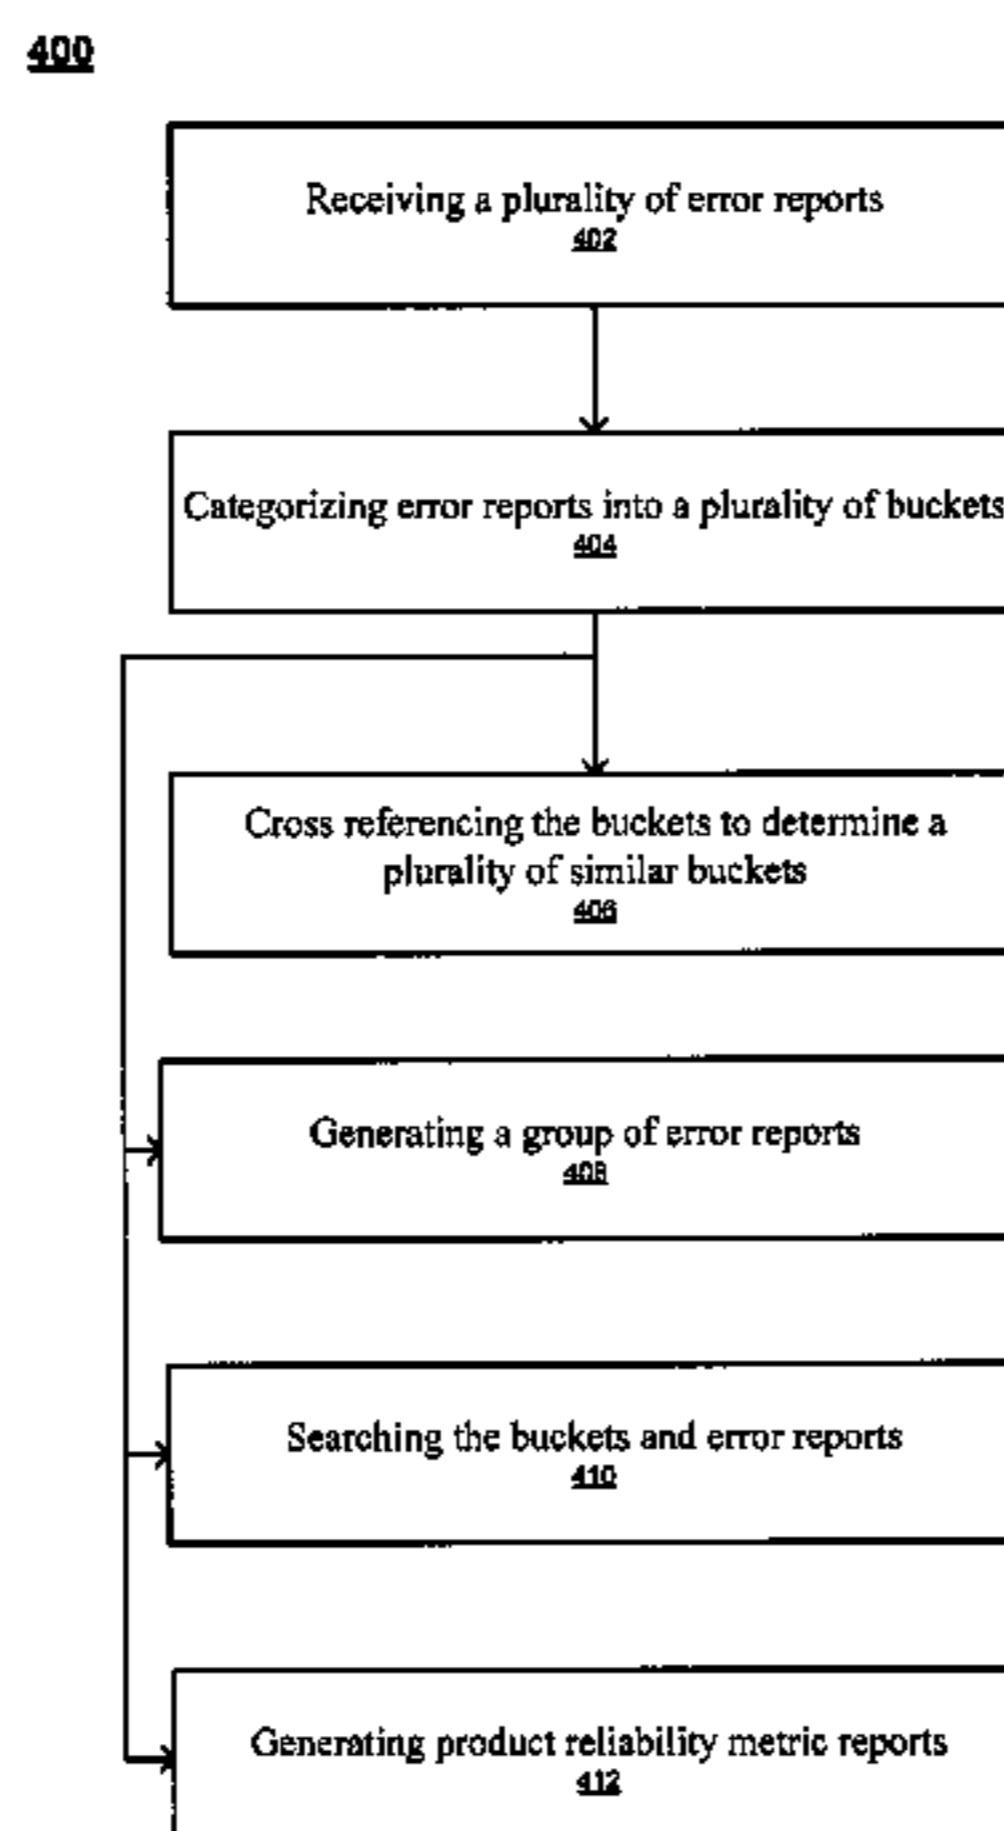 400
Receiving a plurality of error reports
402
Categorizing error reports into a plurality of buckets
404
Cross referencing the buckets to determine a
plurality of similar buckets
406
Generating a group of error reports
408
Searching the buckets and error reports
410
Generating product reliability metric reports
412